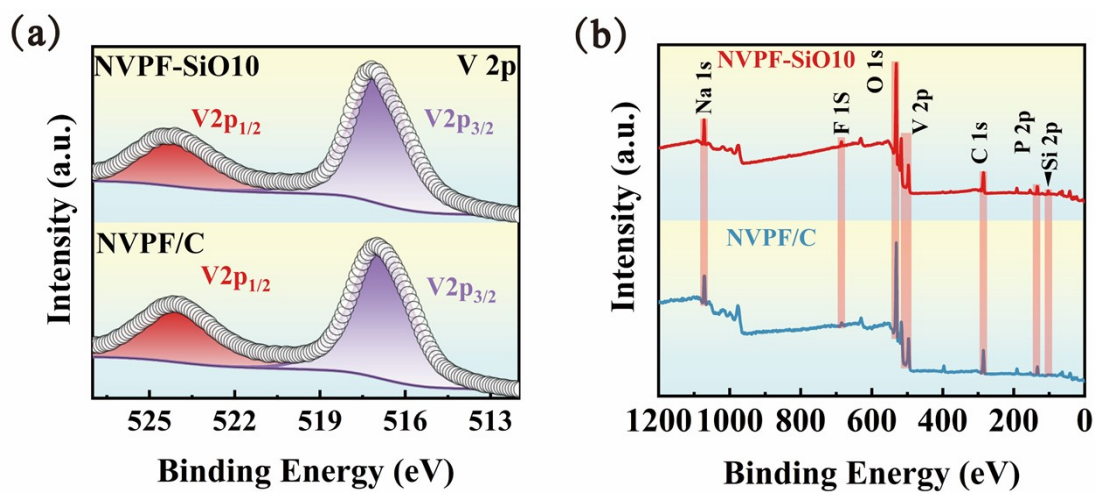 (a)
NVPF-SiO10
V 2p
V2p1/2
V2p3/2
NVPF/C
V2p1/2
V2p3/2
Intensity (a.u.)
525 522 519 516 513
Binding Energy (eV)
(b)
NVPF-SiO10
Na 1s
F 1S
O 1s
V 2p
C 1s
P 2p
Si 2p
NVPF/C
Intensity (a.u.)
1200 1000 800 600 400 200 0
Binding Energy (eV)